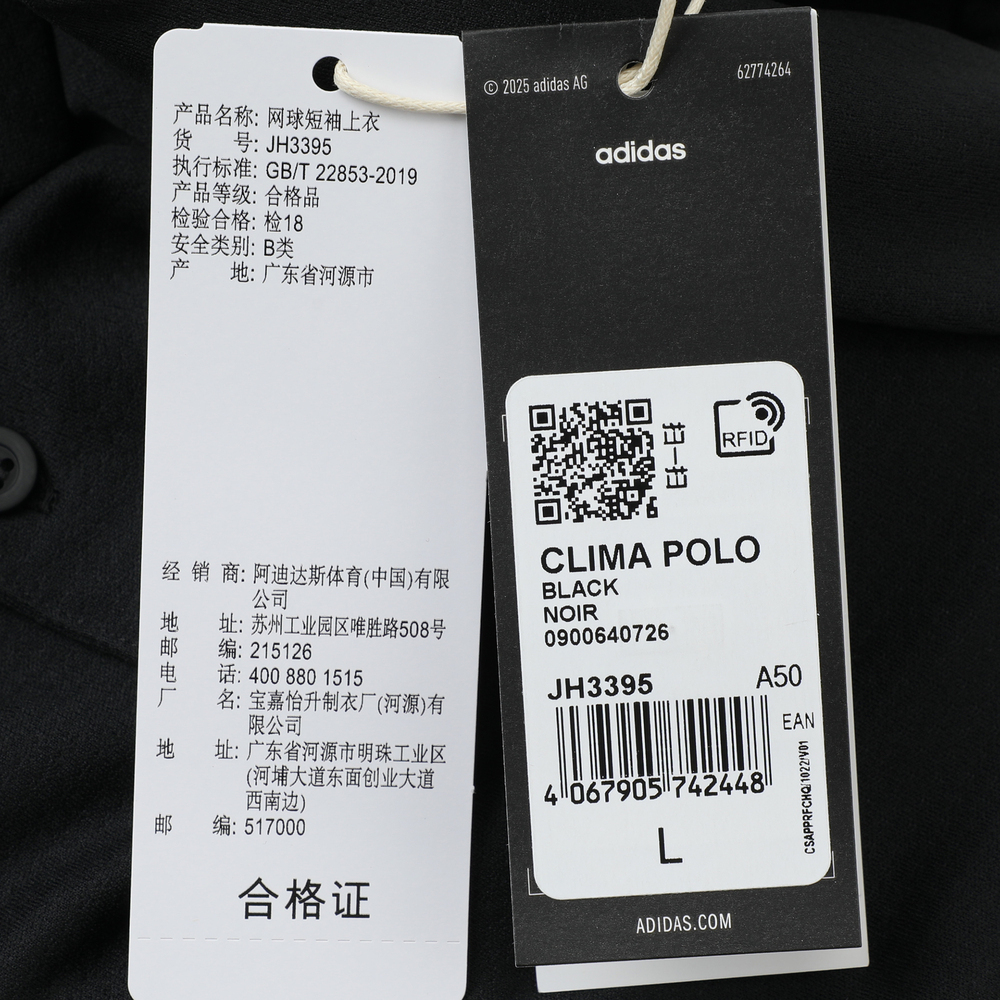 产品名称: 网球短袖上衣
货 号: JH3395
执行标准: GB/T 22853-2019
产品等级: 合格品
检验合格: 检18
安全类别: B类
产 地: 广东省河源市
经 销 商: 阿迪达斯体育(中国)有限
公司
地 址: 苏州工业园区唯胜路508号
邮 编: 215126
电 话: 400 880 1515
厂 名: 宝嘉怡升制衣厂(河源)有
限公司
地 址: 广东省河源市明珠工业区
(河埔大道东面创业大道
西南边)
邮 编: 517000
合格证
© 2025 adidas AG
62774264
adidas
扫一扫
RFID
CLIMA POLO
BLACK
NOIR
0900640726
JH3395
A50
EAN
4 067905 742448
CSAPPRFCHQ/1022/V01
L
ADIDAS.COM